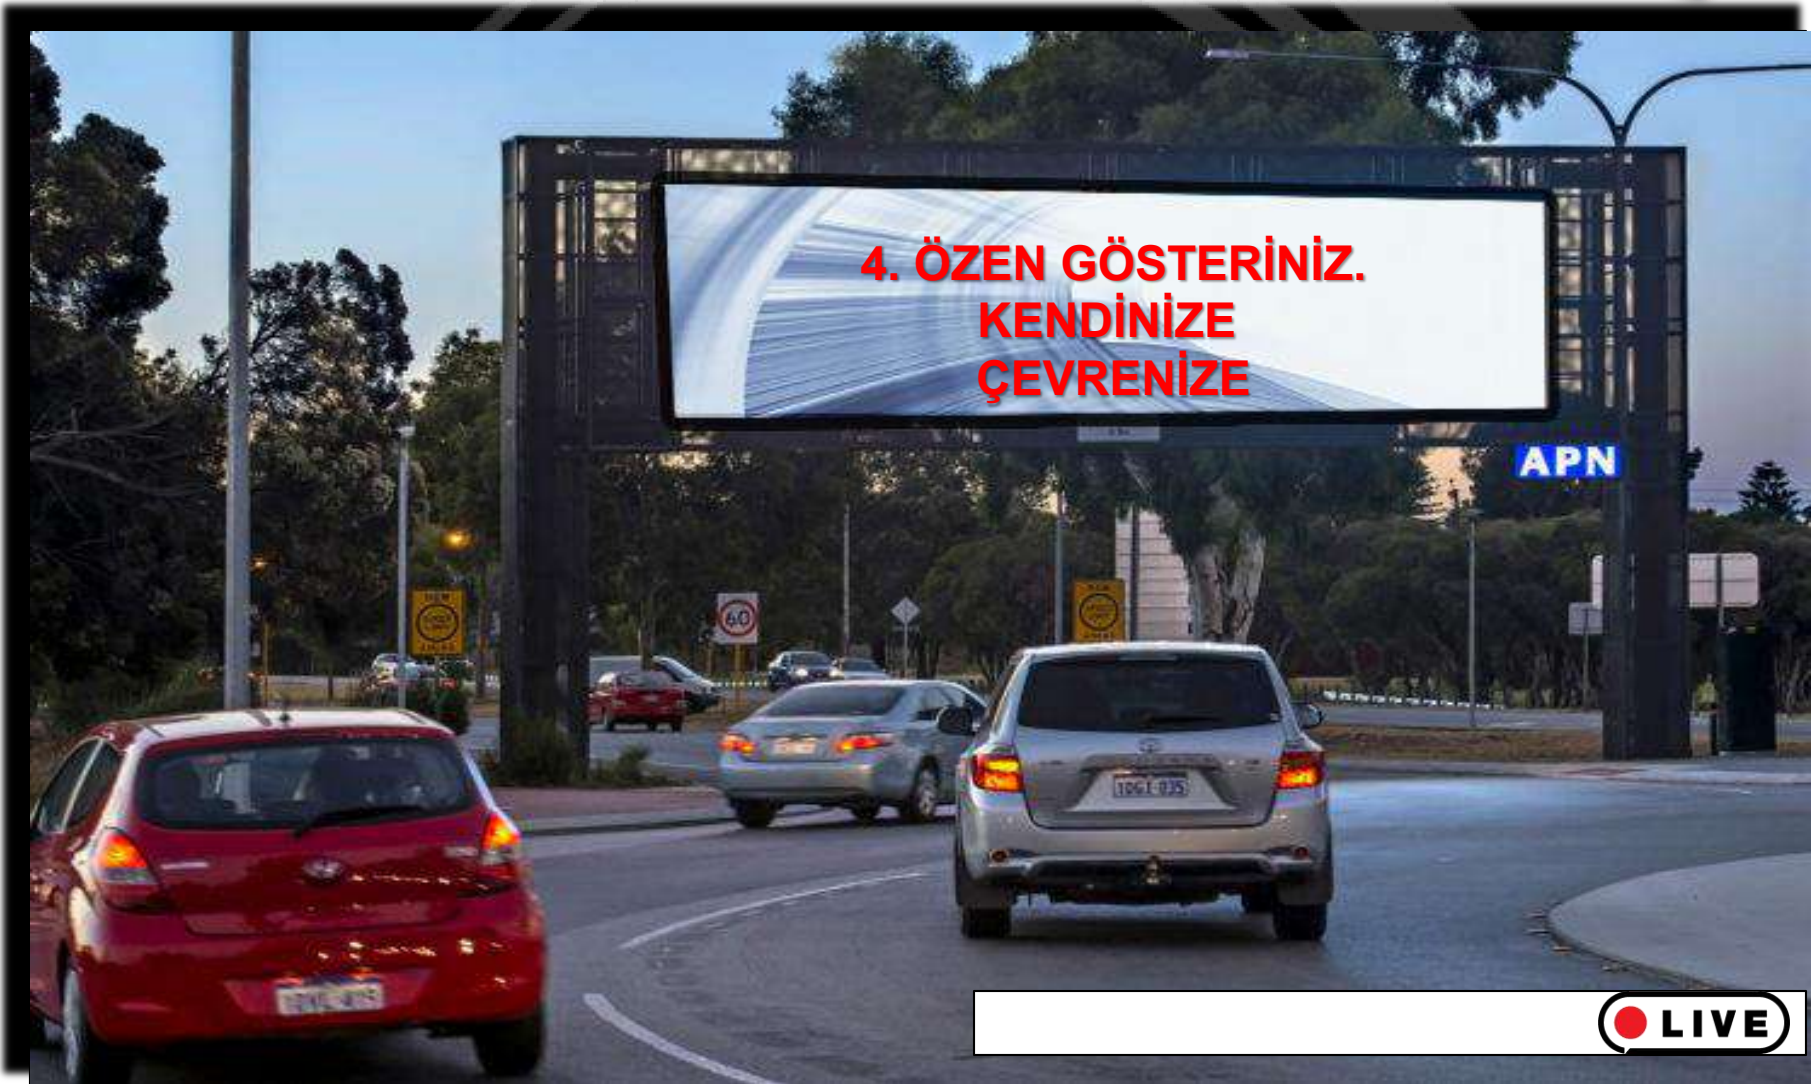 4. ÖZEN GÖSTERİNİZ.
KENDİNİZE
ÇEVRENİZE
APN
60
LIVE